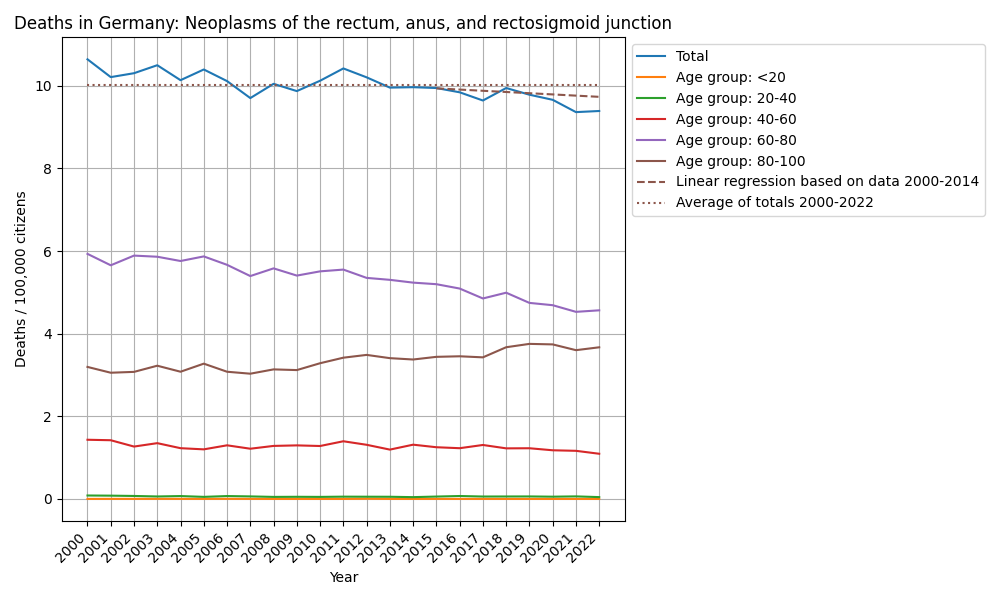 Deaths in Germany: Neoplasms of the rectum, anus, and rectosigmoid junction
Deaths / 100,000 citizens
10
8
6
4
2
0
2000 2001 2002 2003 2004 2005 2006 2007 2008 2009 2010 2011 2012 2013 2014 2015 2016 2017 2018 2019 2020 2021 2022
Year
Total
Age group: <20
Age group: 20-40
Age group: 40-60
Age group: 60-80
Age group: 80-100
Linear regression based on data 2000-2014
Average of totals 2000-2022